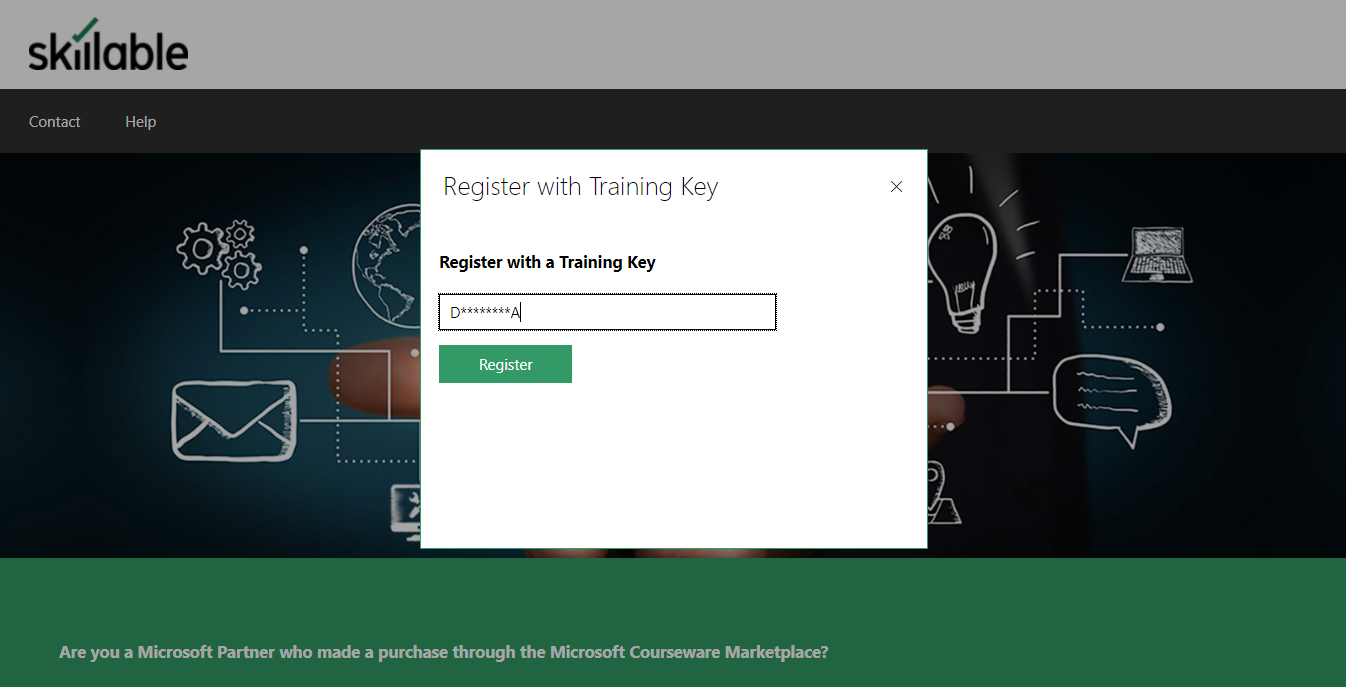 skillable
Contact Help
Register with Training Key
Register with a Training Key
D********A
Register
Are you a Microsoft Partner who made a purchase through the Microsoft Courseware Marketplace?